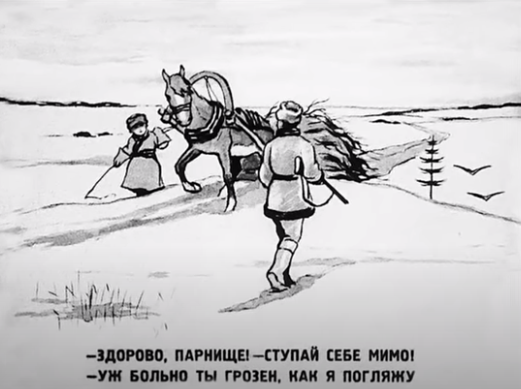 —ЗДОРОВО, ПАРНИЩЕ!—СТУПАЙ СЕБЕ МИМО!
—УЖ БОЛЬНО ТЫ ГРОЗЕН, КАК Я ПОГЛЯЖУ